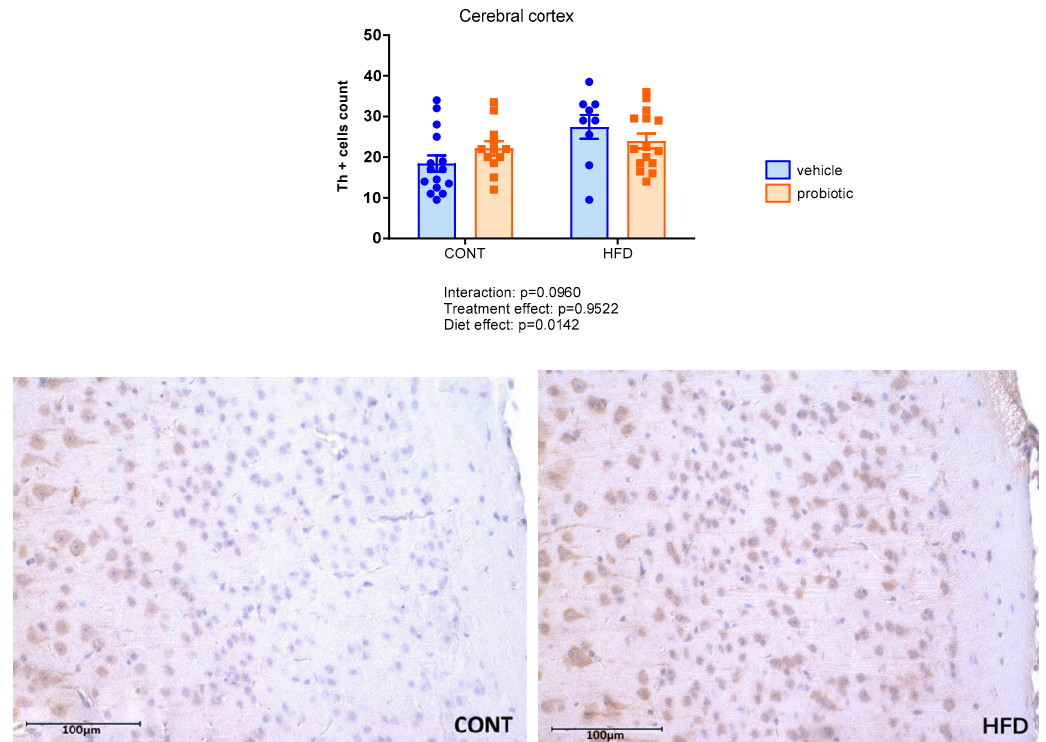 Cerebral cortex
50
40
30
20
10
0
Th + cells count
CONT
HFD
vehicle
probiotic
Interaction: p=0.0960
Treatment effect: p=0.9522
Diet effect: p=0.0142
100μm
CONT
100μm
HFD